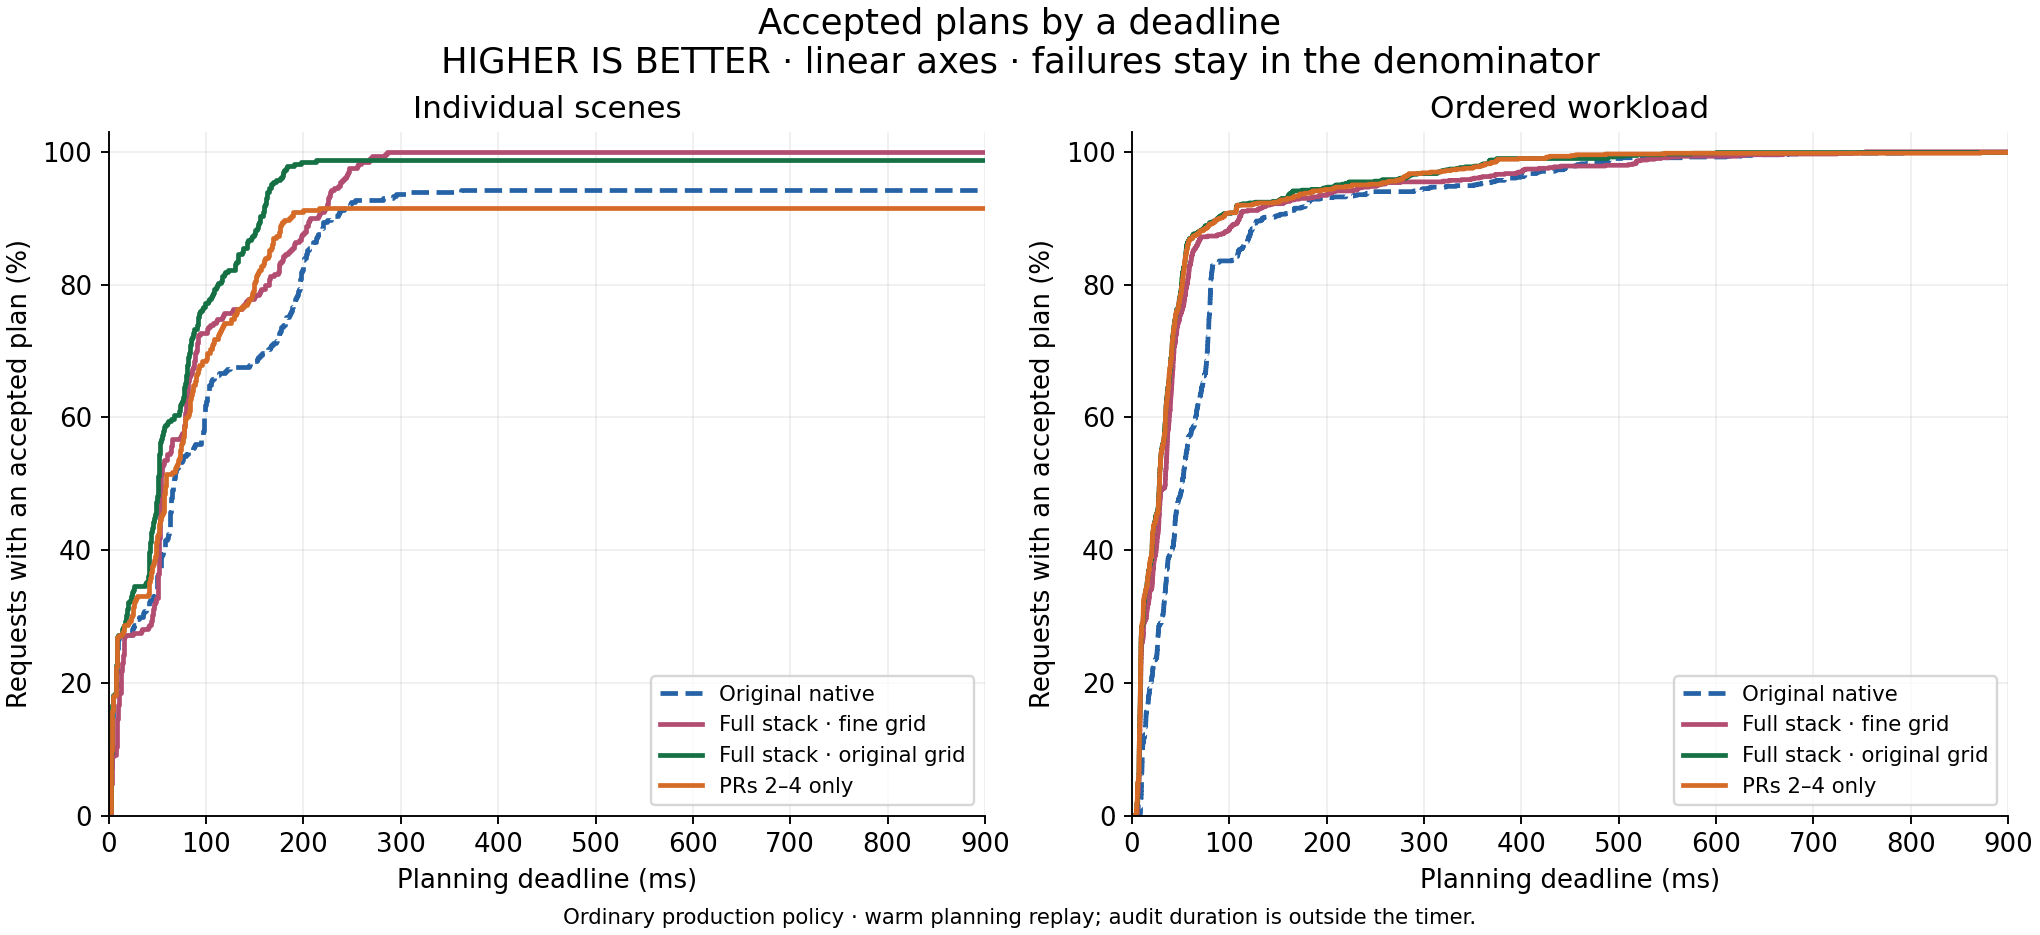 Accepted plans by a deadline
HIGHER IS BETTER · linear axes · failures stay in the denominator
Individual scenes
Requests with an accepted plan (%)
100
80
60
40
20
0
0 100 200 300 400 500 600 700 800 900
Planning deadline (ms)
Original native
Full stack · fine grid
Full stack · original grid
PRs 2–4 only
Ordered workload
Requests with an accepted plan (%)
100
80
60
40
20
0
0 100 200 300 400 500 600 700 800 900
Planning deadline (ms)
Original native
Full stack · fine grid
Full stack · original grid
PRs 2–4 only
Ordinary production policy · warm planning replay; audit duration is outside the timer.